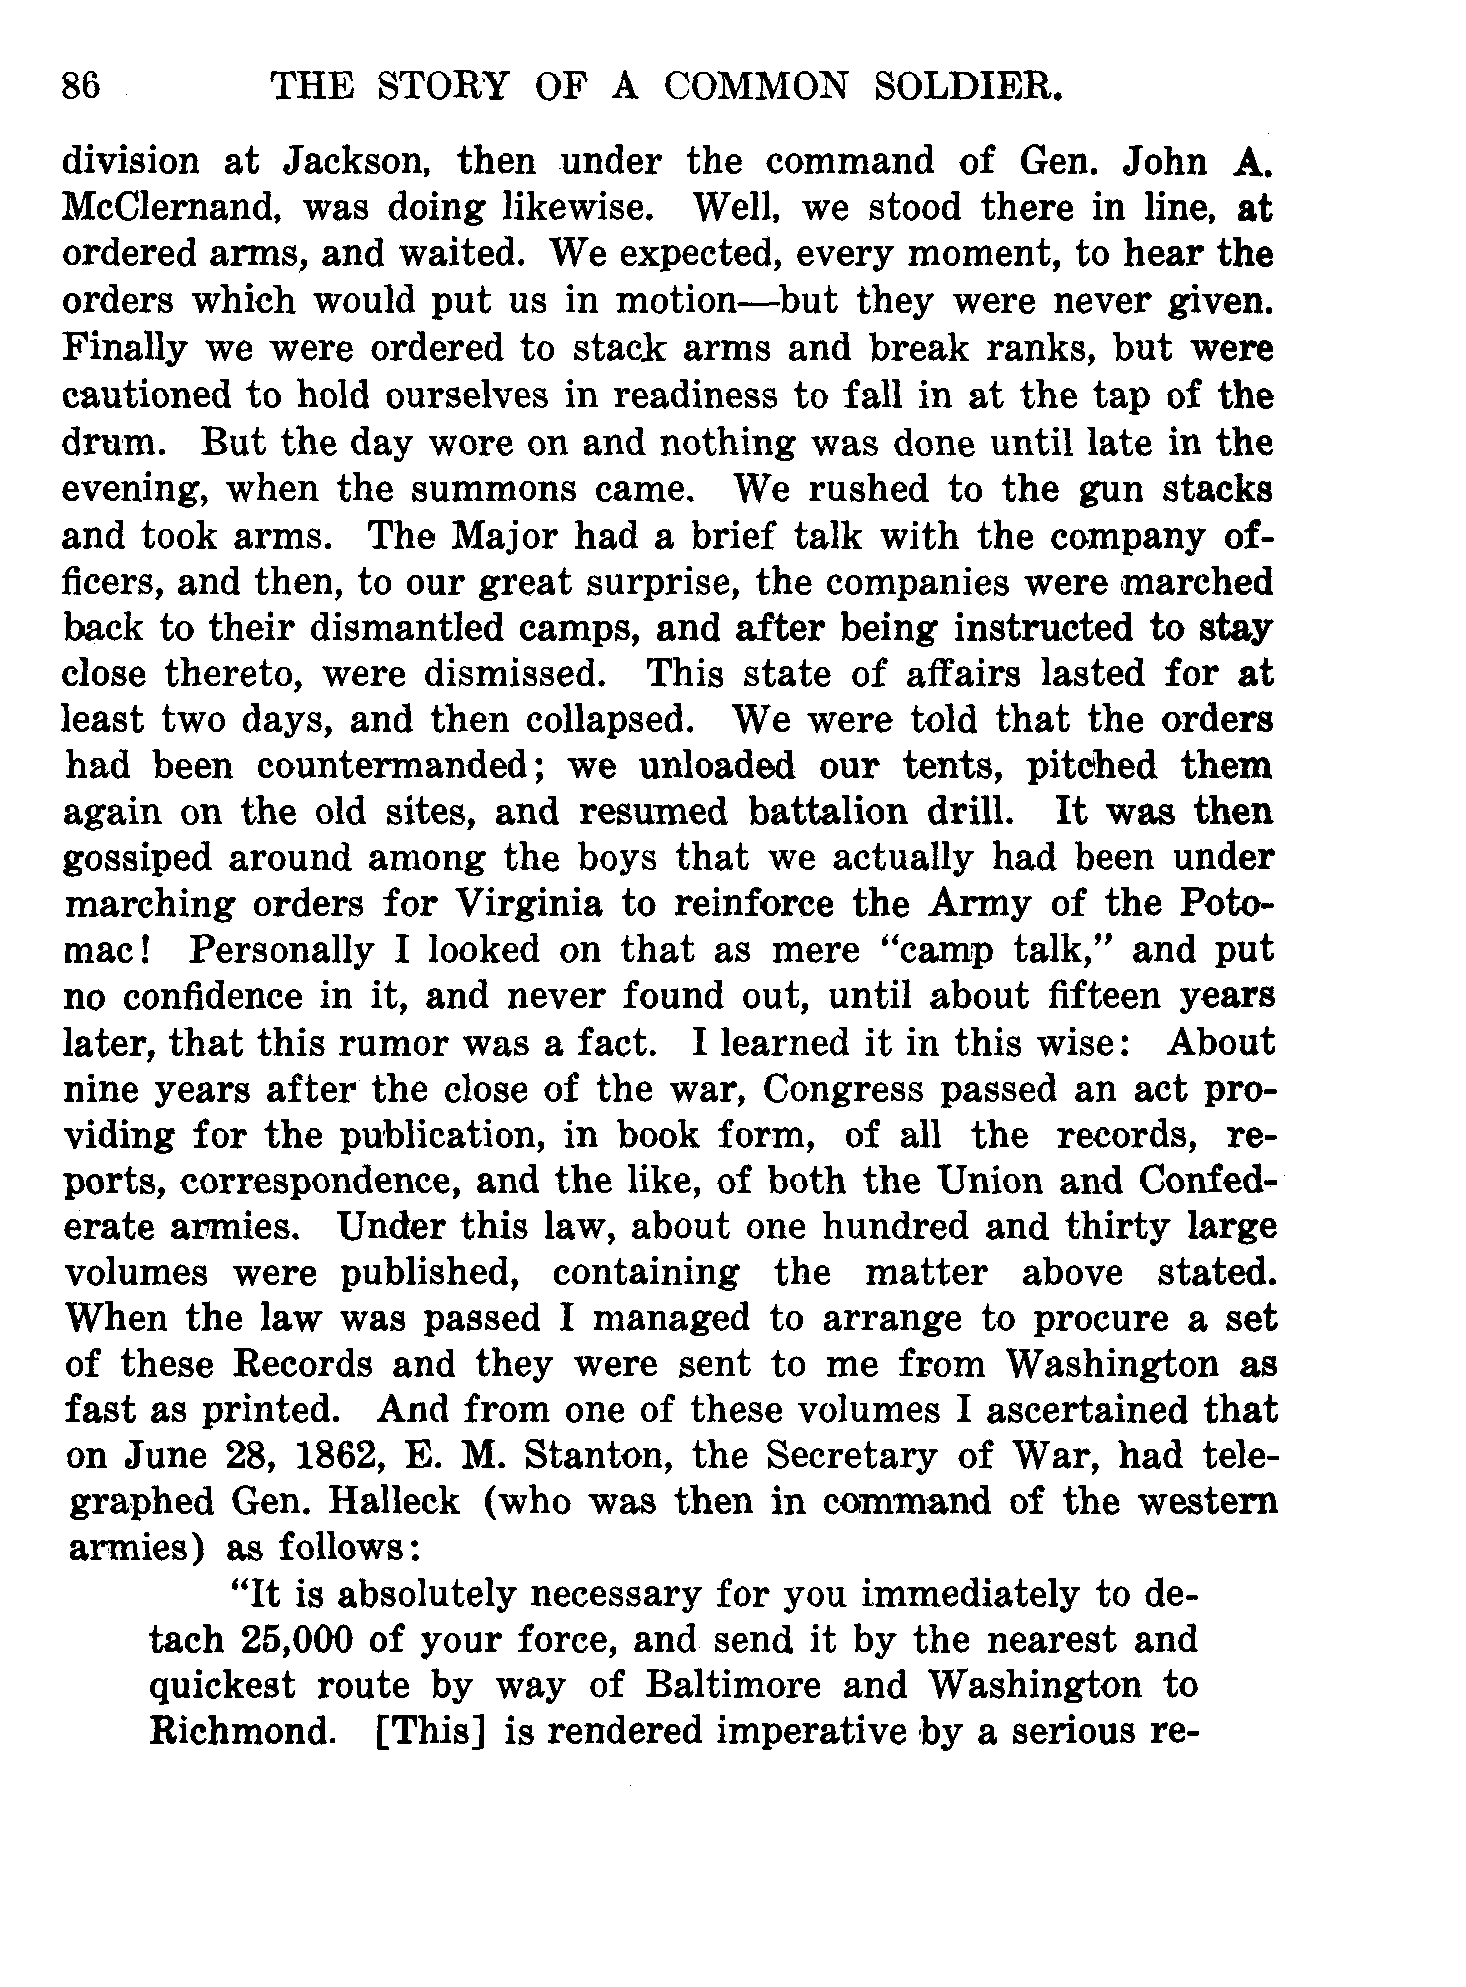 86 THE STORY OF A COMMON SOLDIER.
division at Jackson, then under the command of Gen. John A.
McClernand, was doing likewise. Well, we stood there in line, at
ordered arms, and waited. We expected, every moment, to hear the
orders which would put us in motion—but they were never given.
Finally we were ordered to stack arms and break ranks, but were
cautioned to hold ourselves in readiness to fall in at the tap of the
drum. But the day wore on and nothing was done until late in the
evening, when the summons came. We rushed to the gun stacks
and took arms. The Major had a brief talk with the company of-
ficers, and then, to our great surprise, the companies were marched
back to their dismantled camps, and after being instructed to stay
close thereto, were dismissed. This state of affairs lasted for at
least two days, and then collapsed. We were told that the orders
had been countermanded; we unloaded our tents, pitched them
again on the old sites, and resumed battalion drill. It was then
gossiped around among the boys that we actually had been under
marching orders for Virginia to reinforce the Army of the Poto-
mac! Personally I looked on that as mere “camp talk,” and put
no confidence in it, and never found out, until about fifteen years
later, that this rumor was a fact. I learned it in this wise: About
nine years after the close of the war, Congress passed an act pro-
viding for the publication, in book form, of all the records, re-
ports, correspondence, and the like, of both the Union and Confed-
erate armies. Under this law, about one hundred and thirty large
volumes were published, containing the matter above stated.
When the law was passed I managed to arrange to procure a set
of these Records and they were sent to me from Washington as
fast as printed. And from one of these volumes I ascertained that
on June 28, 1862, E. M. Stanton, the Secretary of War, had tele-
graphed Gen. Halleck (who was then in command of the western
armies) as follows:
“It is absolutely necessary for you immediately to de-
tach 25,000 of your force, and send it by the nearest and
quickest route by way of Baltimore and Washington to
Richmond. [This] is rendered imperative by a serious re-